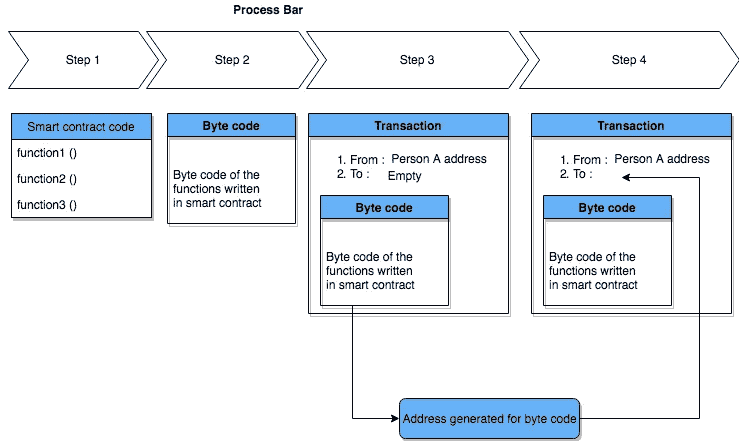 Process Bar
Step 1
Step 2
Step 3
Step 4
Smart contract code
function1 ()
function2 ()
function3 ()
Byte code
Byte code of the
functions written
in smart contract
Transaction
1. From : Person A address
2. To : Empty
Byte code
Byte code of the
functions written
in smart contract
Transaction
1. From : Person A address
2. To :
Byte code
Byte code of the
functions written
in smart contract
Address generated for byte code